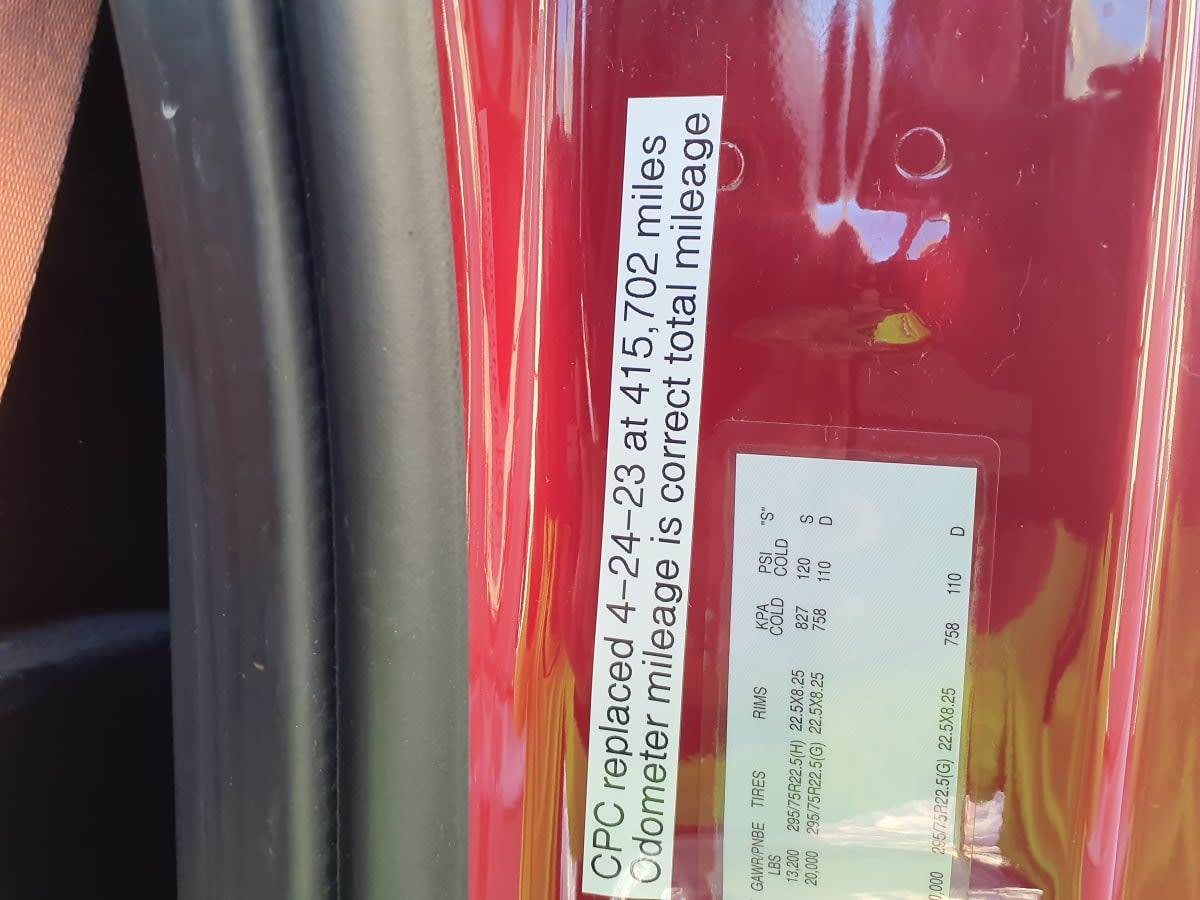 CPC replaced 4-24-23 at 415,702 miles
Odometer mileage is correct total mileage
GAWR/PNBE TIRES RIMS KPA PSI "S"
LBS COLD COLD
13,200 295/75R22.5(H) 22.5X8.25 827 120 S
20,000 295/75R22.5(G) 22.5X8.25 758 110 D
295/75R22.5(G) 22.5X8.25 758 110 D